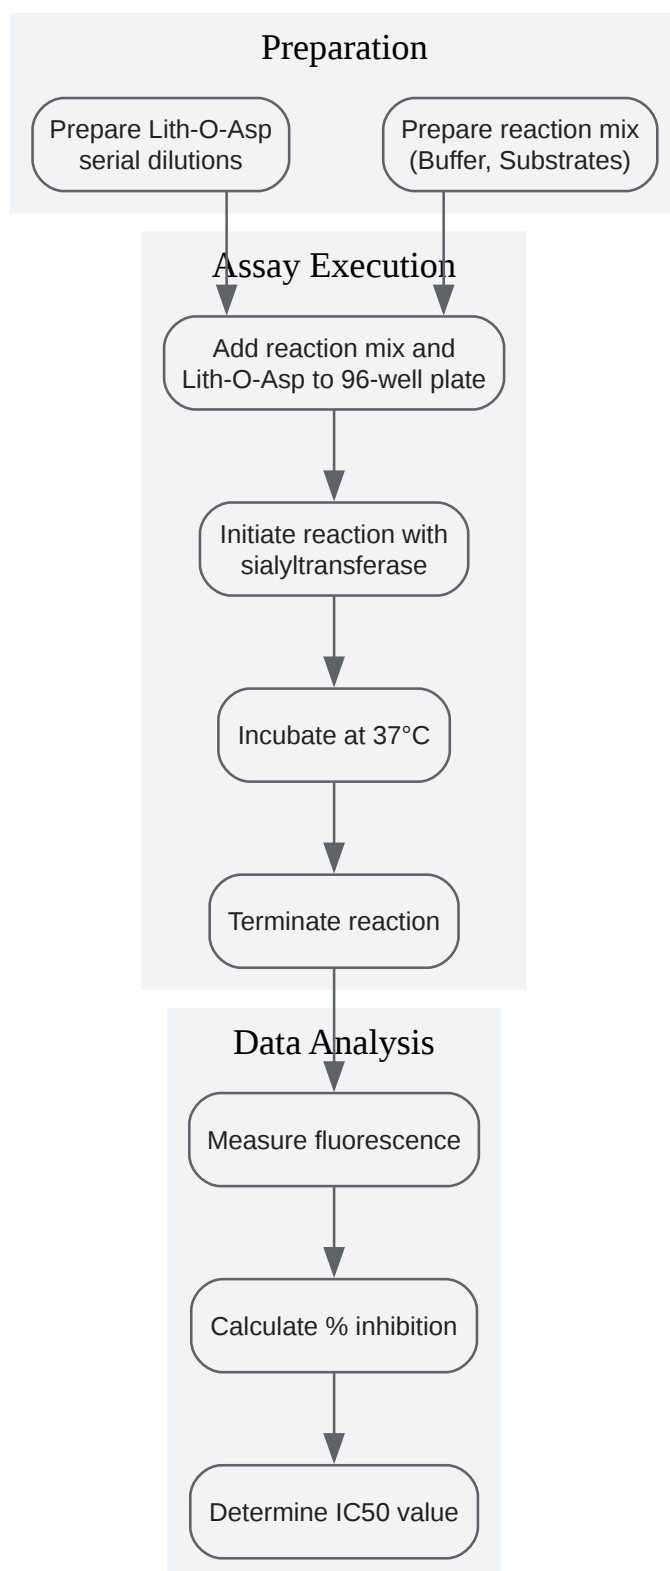 Preparation
Prepare Lith-O-Asp
serial dilutions
Prepare reaction mix
(Buffer, Substrates)
Assay Execution
Add reaction mix and
Lith-O-Asp to 96-well plate
Initiate reaction with
sialyltransferase
Incubate at 37°C
Terminate reaction
Data Analysis
Measure fluorescence
Calculate % inhibition
Determine IC50 value